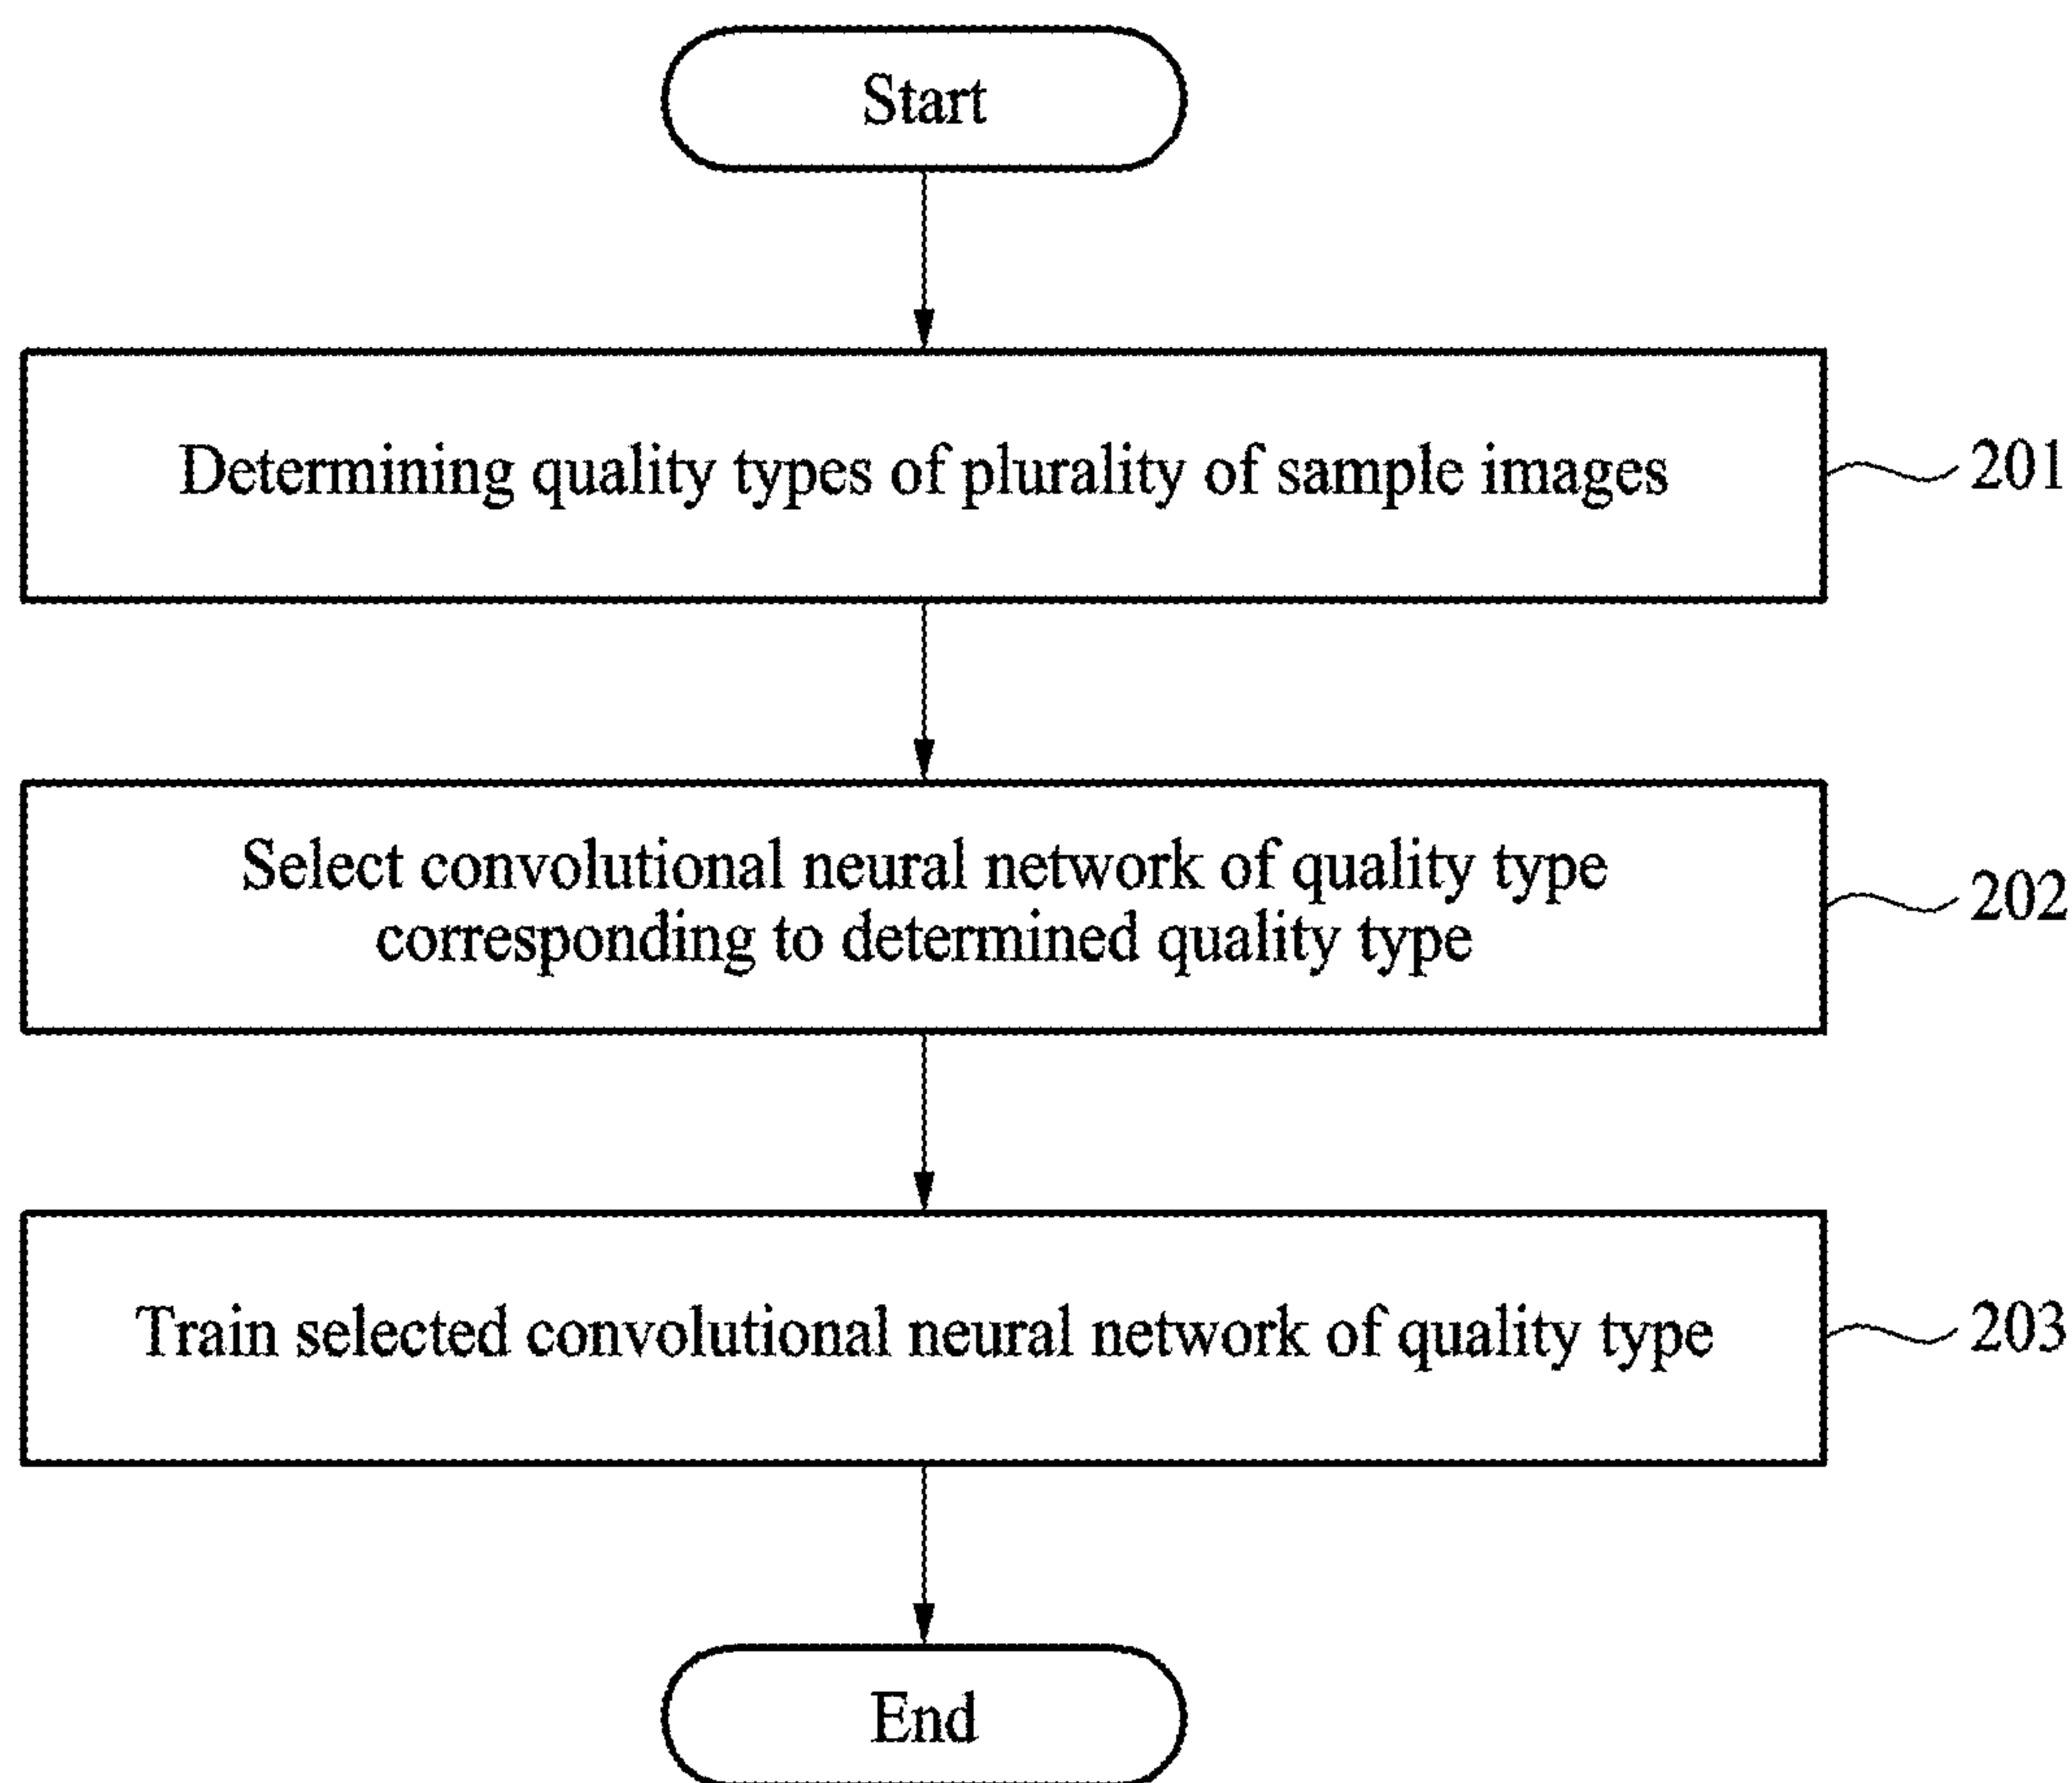 Start
Determining quality types of plurality of sample images
201
Select convolutional neural network of quality type
corresponding to determined quality type
202
Train selected convolutional neural network of quality type
203
End